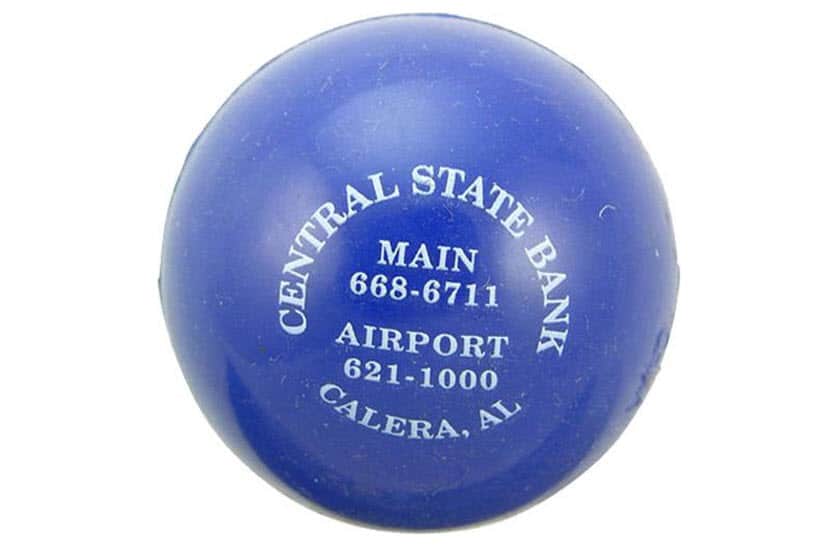 CENTRAL STATE BANK
MAIN
668-6711
AIRPORT
621-1000
CALERA, AL